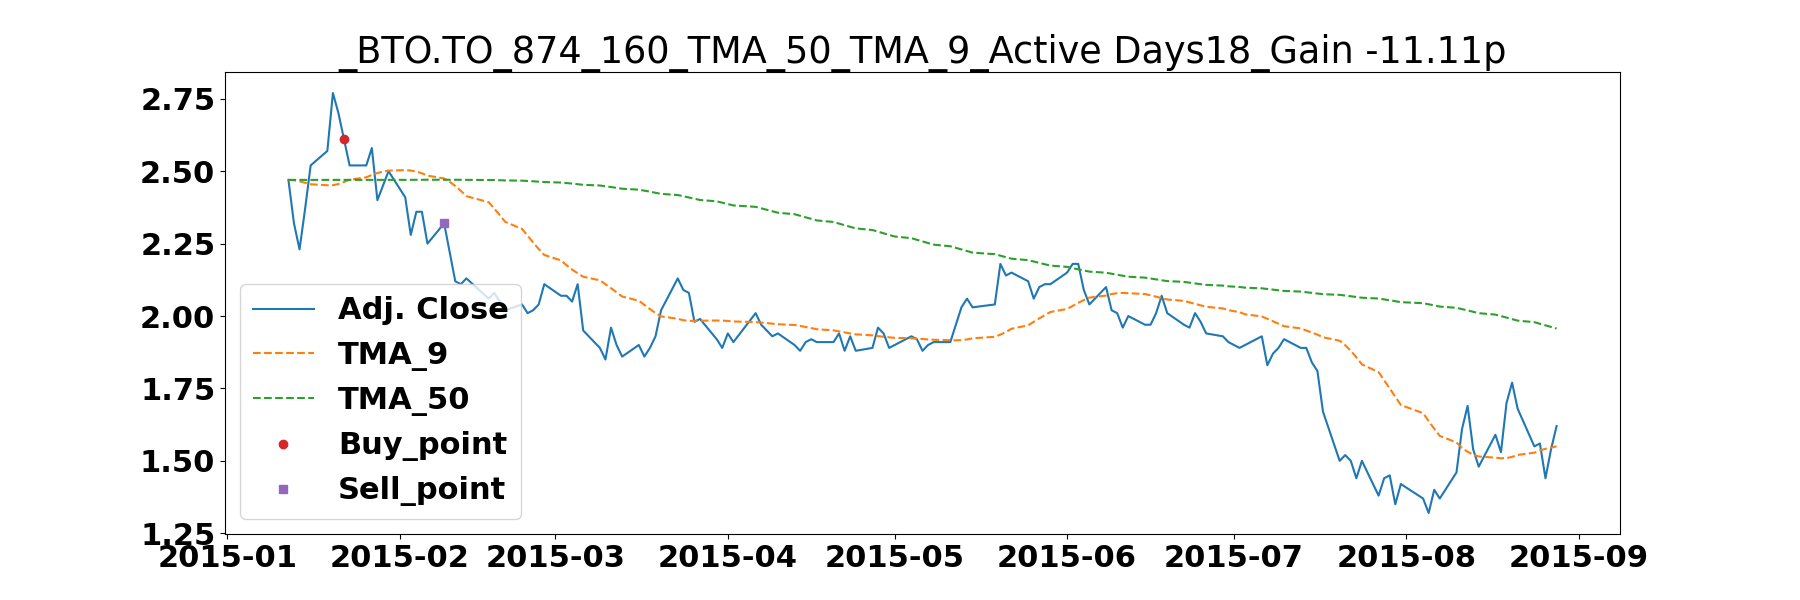 _BTO.TO_874_160_TMA_50_TMA_9_Active Days18_Gain -11.11p
2.75
2.50
2.25
2.00
1.75
1.50
1.25
Adj. Close
TMA_9
TMA_50
Buy_point
Sell_point
2015-01 2015-02 2015-03 2015-04 2015-05 2015-06 2015-07 2015-08 2015-09